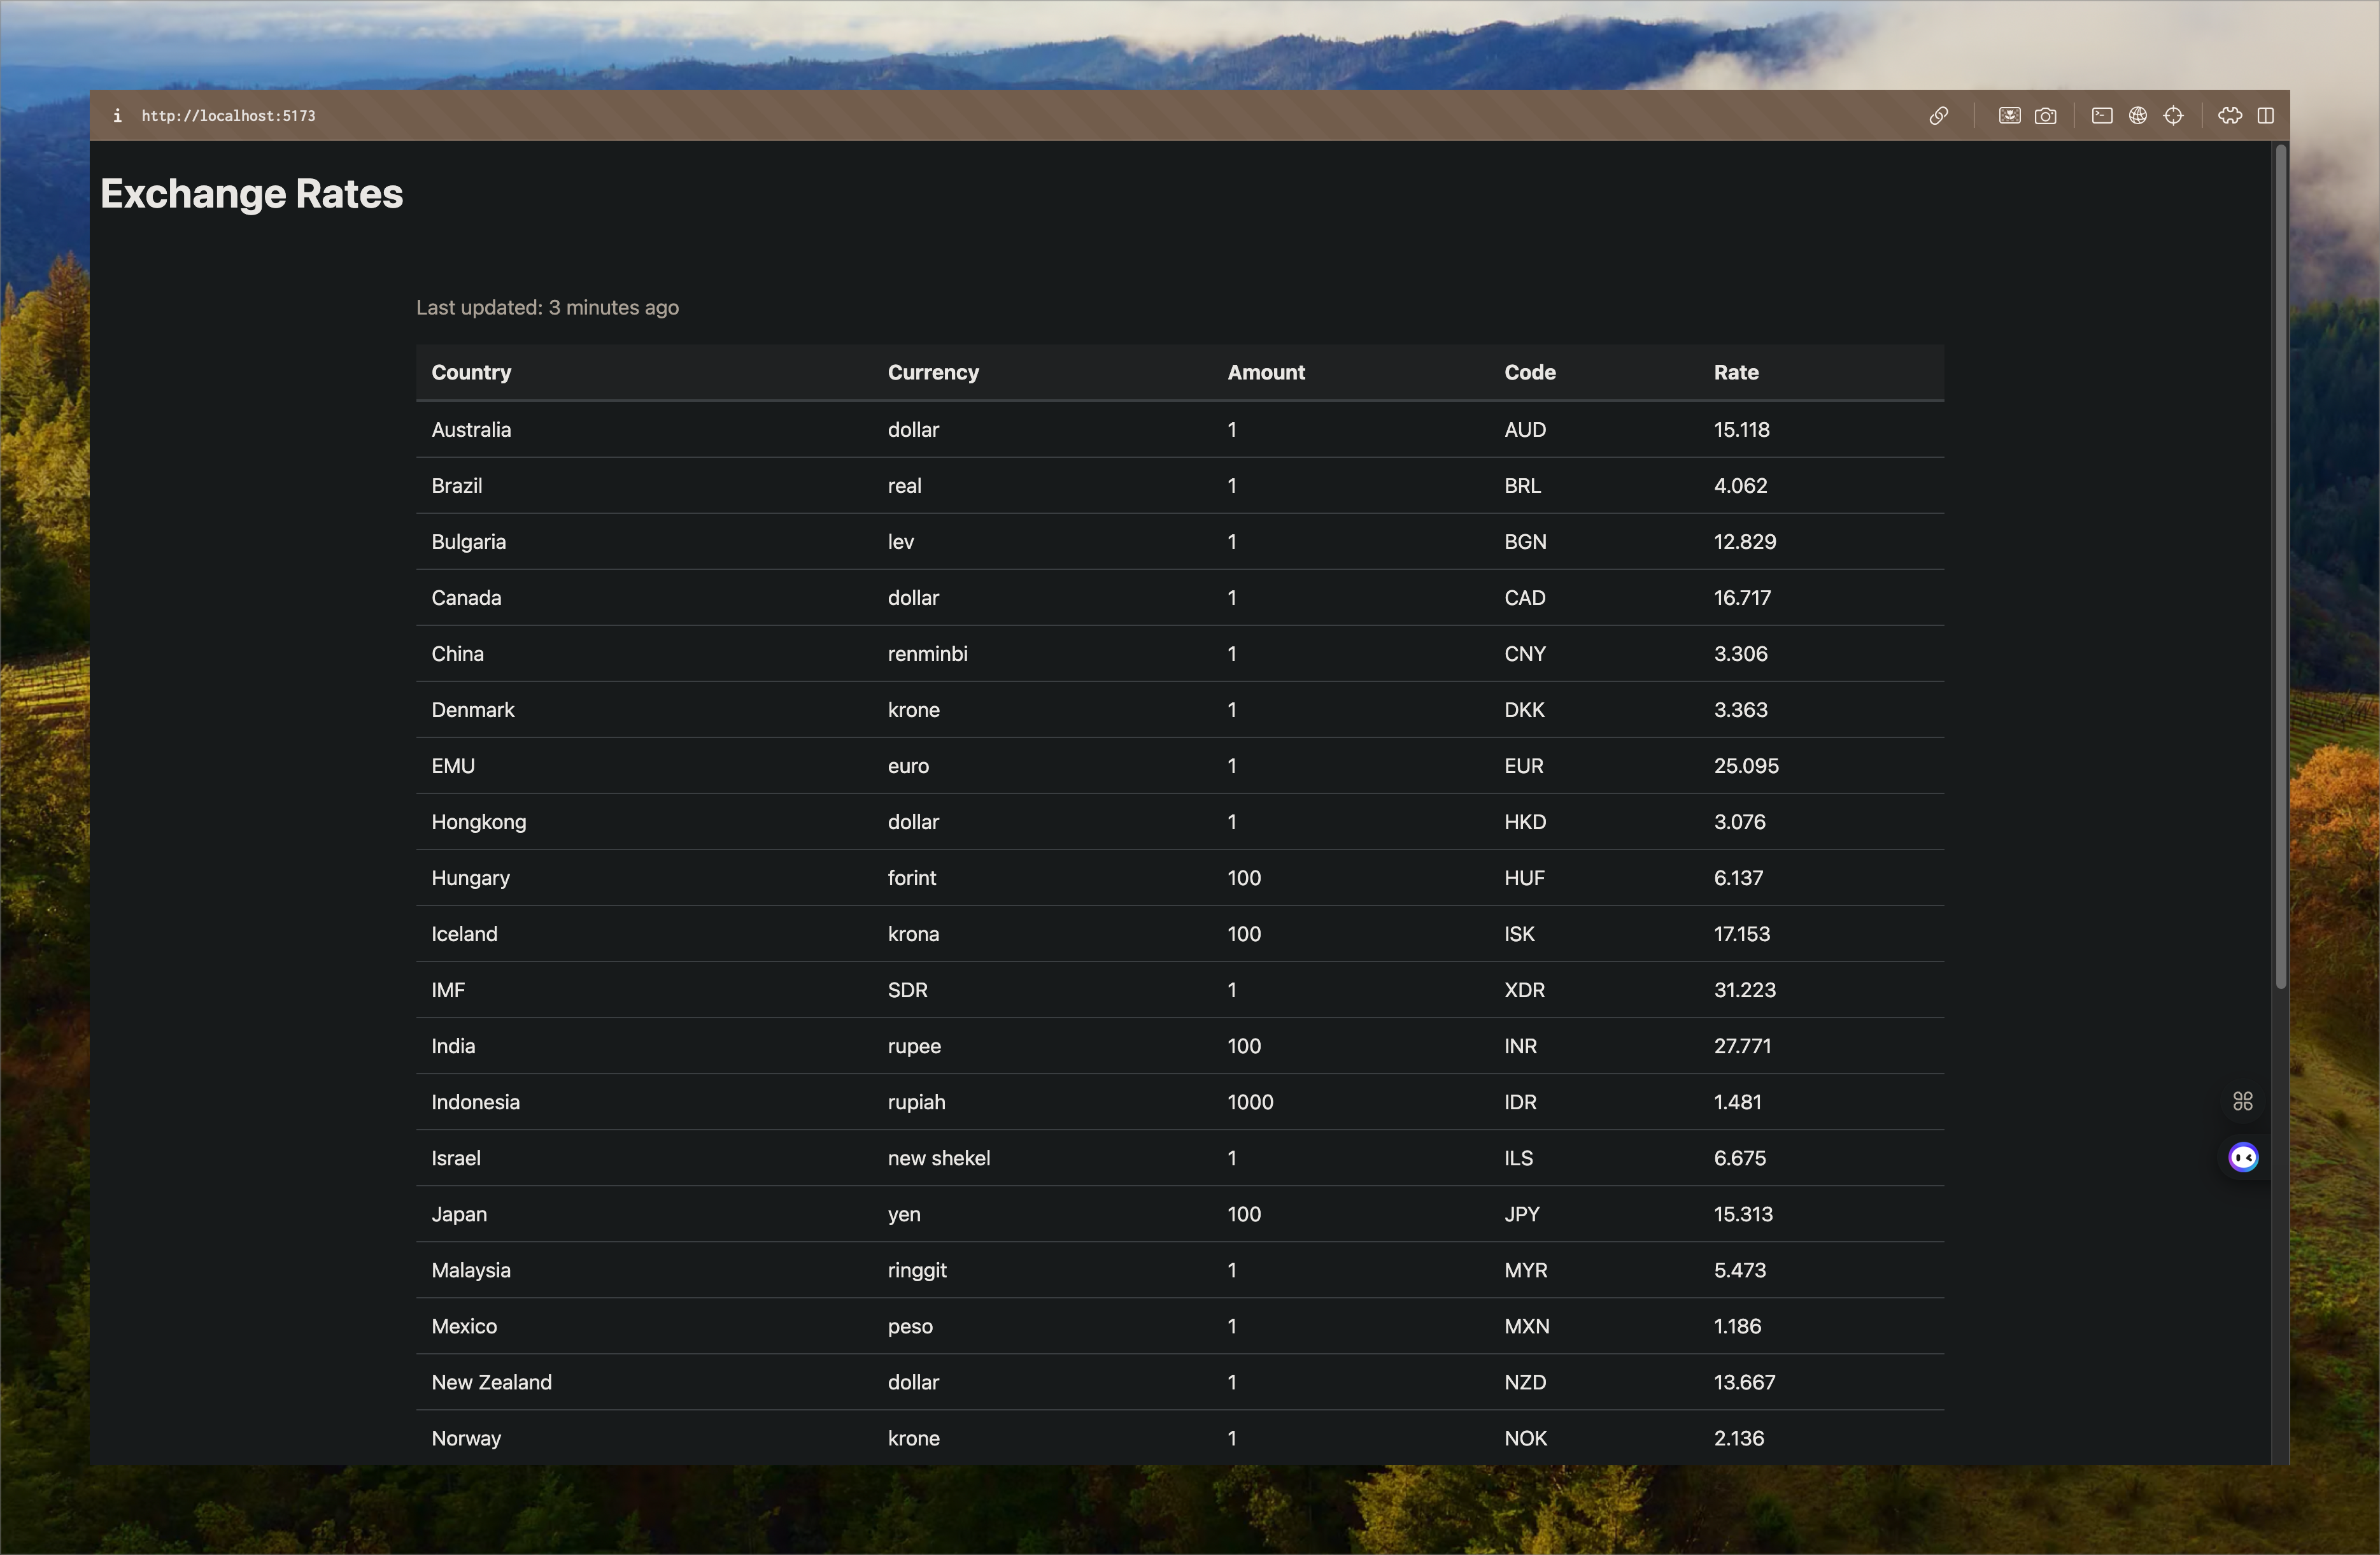 http://localhost:5173
Exchange Rates
Last updated: 3 minutes ago
Country Currency Amount Code Rate
Australia dollar 1 AUD 15.118
Brazil real 1 BRL 4.062
Bulgaria lev 1 BGN 12.829
Canada dollar 1 CAD 16.717
China renminbi 1 CNY 3.306
Denmark krone 1 DKK 3.363
EMU euro 1 EUR 25.095
Hongkong dollar 1 HKD 3.076
Hungary forint 100 HUF 6.137
Iceland krona 100 ISK 17.153
IMF SDR 1 XDR 31.223
India rupee 100 INR 27.771
Indonesia rupiah 1000 IDR 1.481
Israel new shekel 1 ILS 6.675
Japan yen 100 JPY 15.313
Malaysia ringgit 1 MYR 5.473
Mexico peso 1 MXN 1.186
New Zealand dollar 1 NZD 13.667
Norway krone 1 NOK 2.136